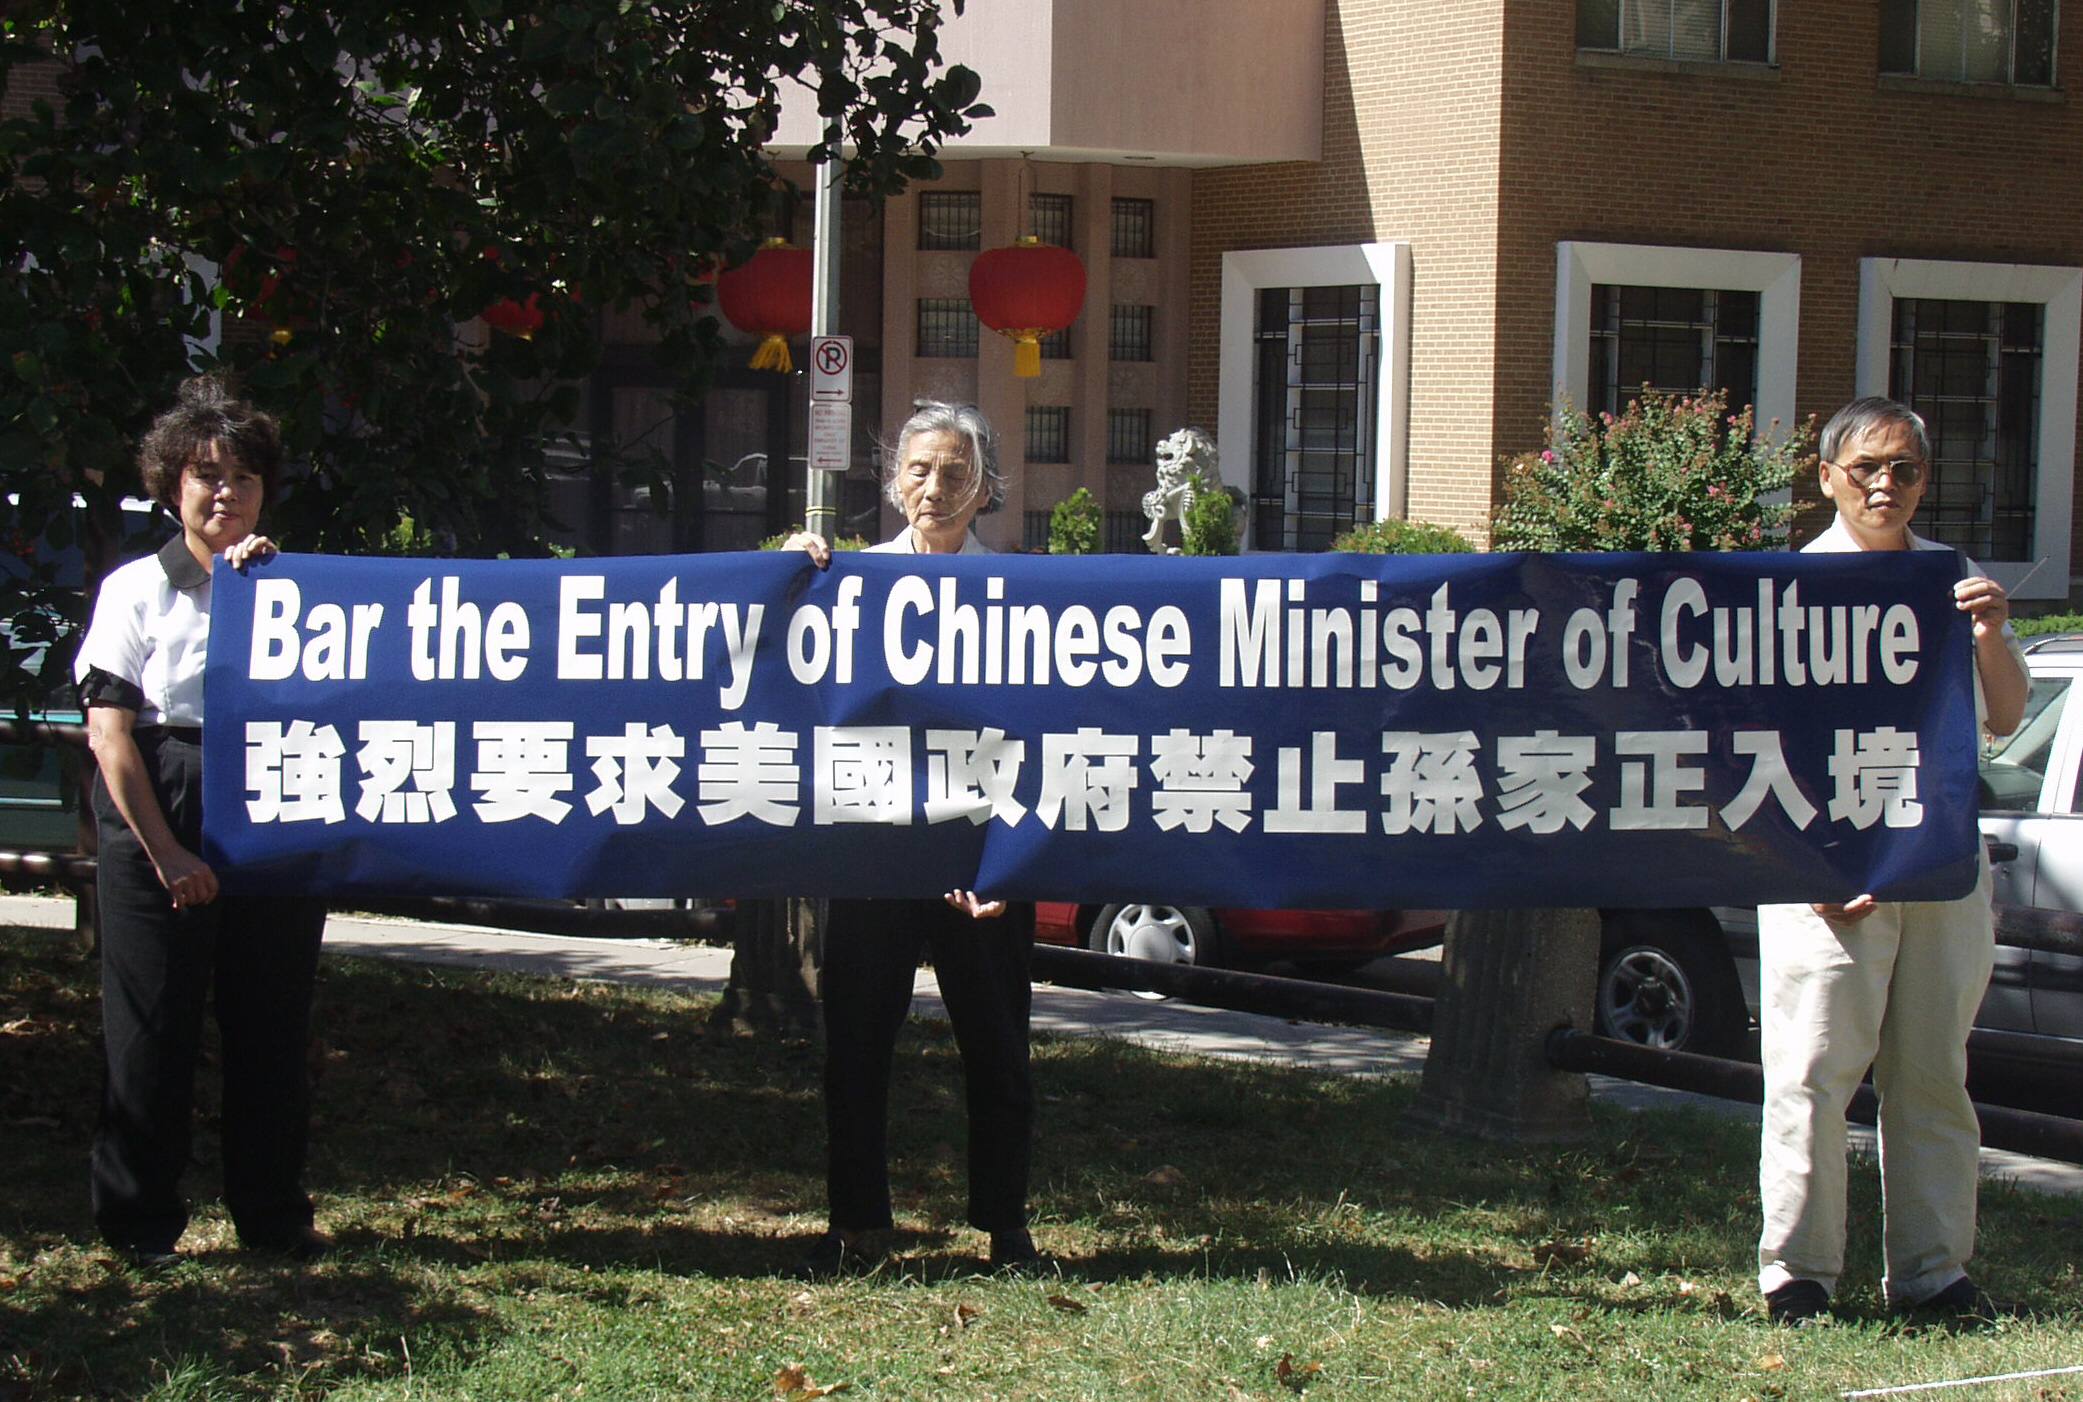 Bar the Entry of Chinese Minister of Culture
強烈要求美國政府禁止孫家正入境